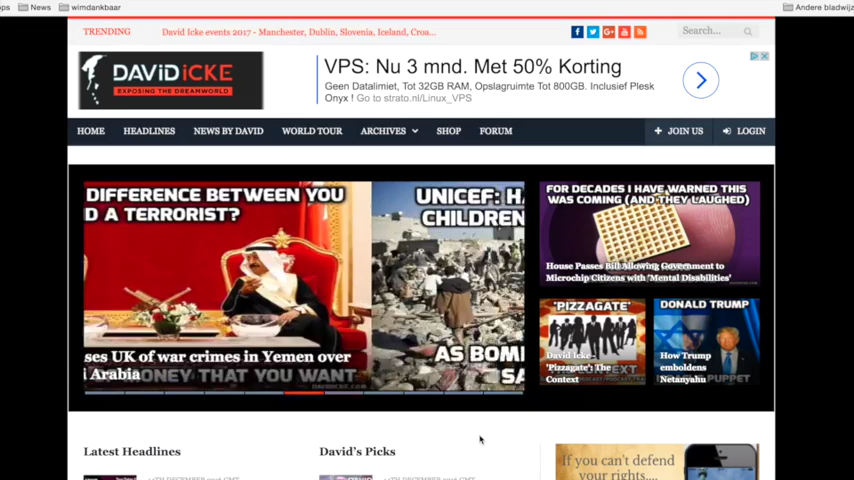 News
wimdankbaar
Andere bladwijz
TRENDING
David Icke events 2017 - Manchester, Dublin, Slovenia, Iceland, Croa...
Search...
DAViD iCKE
EXPOSING THE DREAMWORLD
VPS: Nu 3 mnd. Met 50% Korting
Geen Datalimiet, Tot 32GB RAM, Opslagruimte Tot 800GB. Inclusief Plesk
Onyx ! Go to strato.nl/Linux_VPS
HOME
HEADLINES
NEWS BY DAVID
WORLD TOUR
ARCHIVES
SHOP
FORUM
JOIN US
LOGIN
DIFFERENCE BETWEEN YOU
D A TERRORIST?
ses UK of war crimes in Yemen over
i Arabia
MONEY THAT YOU WANT
UNICEF: HA
CHILDREN
AS BOM
SA
FOR DECADES I HAVE WARNED THIS
WAS COMING (AND THEY LAUGHED)
House Passes Bill Allowing Government to
Microchip Citizens with 'Mental Disabilities'
'PIZZAGATE'
David Icke -
'Pizzagate': The
Context
DONALD TRUMP
How Trump
emboldens
Netanyahu
PUPPET
Latest Headlines
David's Picks
If you can't defend
your rights....